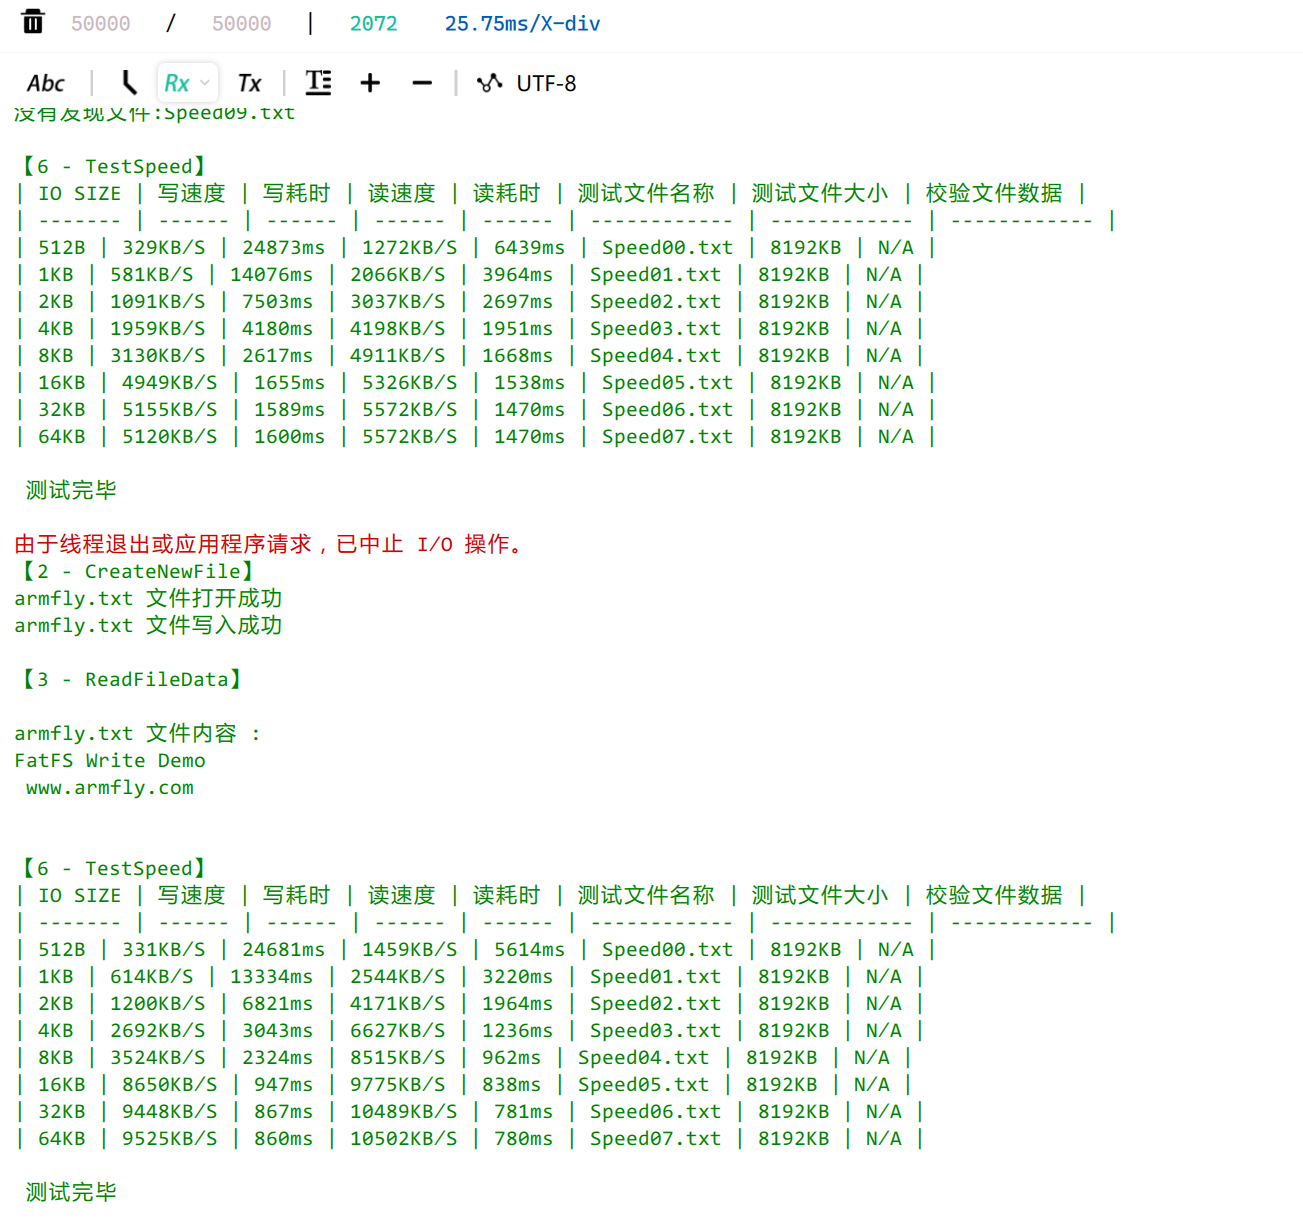 50000 / 50000 | 2072 25.75ms/X-div
Abc | Rx Tx | T + − | UTF-8
没有发现文件:Speed09.txt
【6 - TestSpeed】
| IO SIZE | 写速度 | 写耗时 | 读速度 | 读耗时 | 测试文件名称 | 测试文件大小 | 校验文件数据 |
| ------- | ------ | ------ | ------ | ------ | ------------ | ------------ | ------------ |
| 512B | 329KB/S | 24873ms | 1272KB/S | 6439ms | Speed00.txt | 8192KB | N/A |
| 1KB | 581KB/S | 14076ms | 2066KB/S | 3964ms | Speed01.txt | 8192KB | N/A |
| 2KB | 1091KB/S | 7503ms | 3037KB/S | 2697ms | Speed02.txt | 8192KB | N/A |
| 4KB | 1959KB/S | 4180ms | 4198KB/S | 1951ms | Speed03.txt | 8192KB | N/A |
| 8KB | 3130KB/S | 2617ms | 4911KB/S | 1668ms | Speed04.txt | 8192KB | N/A |
| 16KB | 4949KB/S | 1655ms | 5326KB/S | 1538ms | Speed05.txt | 8192KB | N/A |
| 32KB | 5155KB/S | 1589ms | 5572KB/S | 1470ms | Speed06.txt | 8192KB | N/A |
| 64KB | 5120KB/S | 1600ms | 5572KB/S | 1470ms | Speed07.txt | 8192KB | N/A |
测试完毕
由于线程退出或应用程序请求，已中止 I/O 操作。
【2 - CreateNewFile】
armfly.txt 文件打开成功
armfly.txt 文件写入成功
【3 - ReadFileData】
armfly.txt 文件内容 :
FatFS Write Demo
www.armfly.com
【6 - TestSpeed】
| IO SIZE | 写速度 | 写耗时 | 读速度 | 读耗时 | 测试文件名称 | 测试文件大小 | 校验文件数据 |
| ------- | ------ | ------ | ------ | ------ | ------------ | ------------ | ------------ |
| 512B | 331KB/S | 24681ms | 1459KB/S | 5614ms | Speed00.txt | 8192KB | N/A |
| 1KB | 614KB/S | 13334ms | 2544KB/S | 3220ms | Speed01.txt | 8192KB | N/A |
| 2KB | 1200KB/S | 6821ms | 4171KB/S | 1964ms | Speed02.txt | 8192KB | N/A |
| 4KB | 2692KB/S | 3043ms | 6627KB/S | 1236ms | Speed03.txt | 8192KB | N/A |
| 8KB | 3524KB/S | 2324ms | 8515KB/S | 962ms | Speed04.txt | 8192KB | N/A |
| 16KB | 8650KB/S | 947ms | 9775KB/S | 838ms | Speed05.txt | 8192KB | N/A |
| 32KB | 9448KB/S | 867ms | 10489KB/S | 781ms | Speed06.txt | 8192KB | N/A |
| 64KB | 9525KB/S | 860ms | 10502KB/S | 780ms | Speed07.txt | 8192KB | N/A |
测试完毕